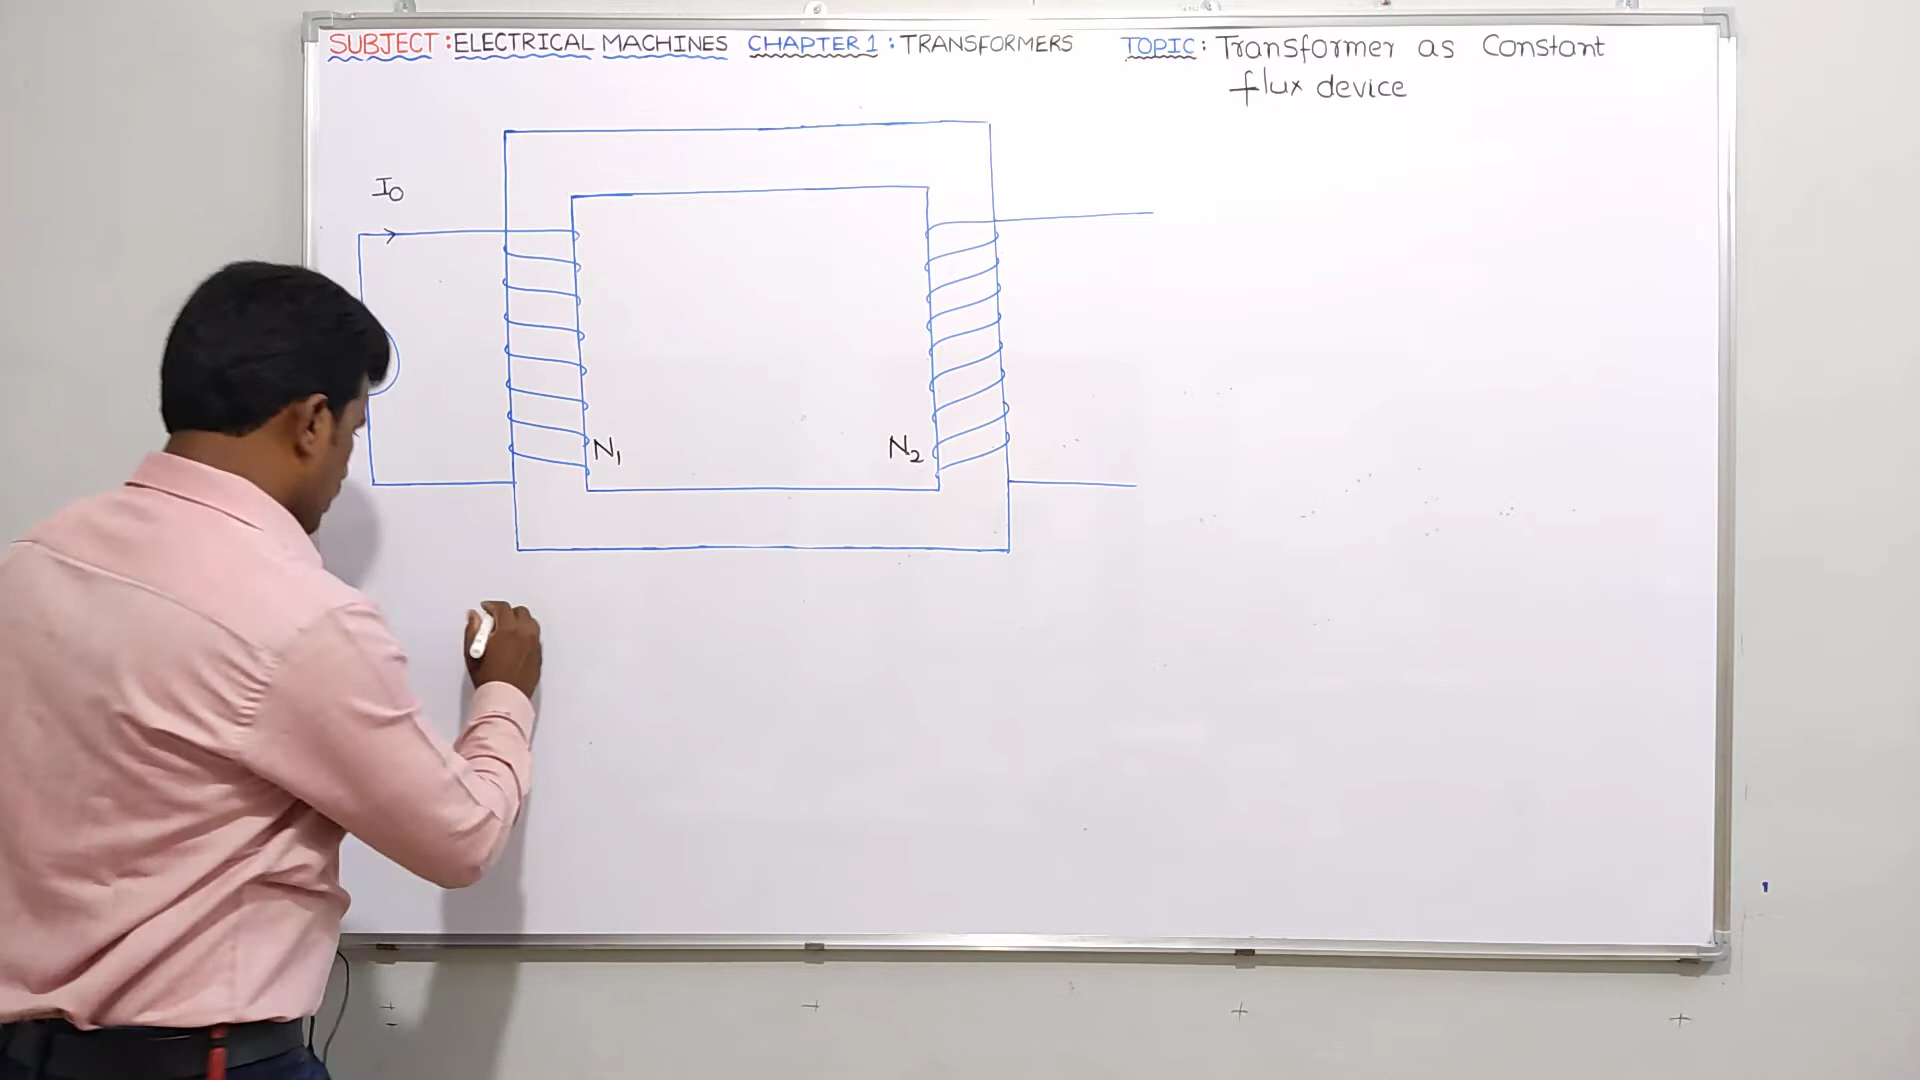 SUBJECT : ELECTRICAL MACHINES CHAPTER 1 : TRANSFORMERS TOPIC : Transformer as Constant
flux device
I0
N1
N2